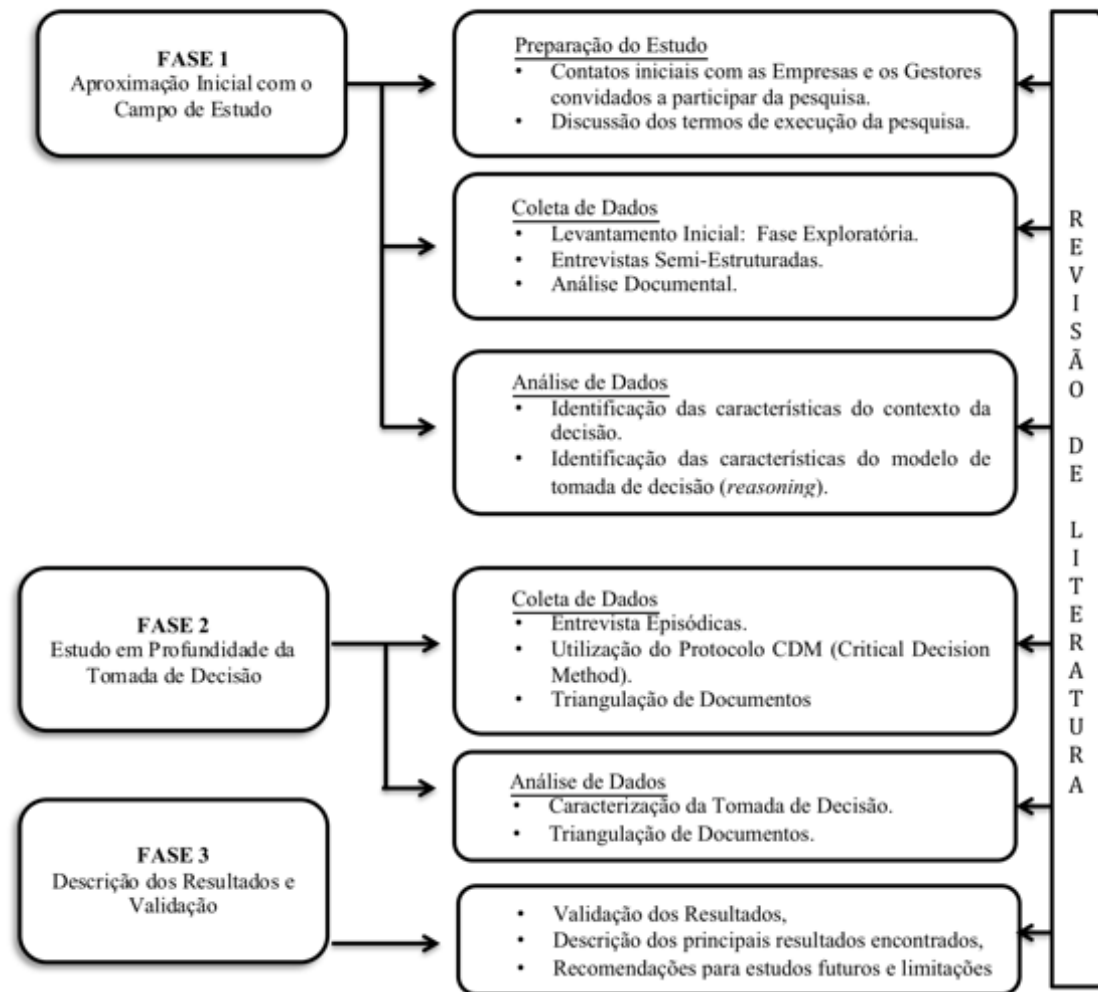 FASE 1
Aproximação Inicial com o
Campo de Estudo
Preparação do Estudo
• Contatos iniciais com as Empresas e os Gestores
convidados a participar da pesquisa.
• Discussão dos termos de execução da pesquisa.
Coleta de Dados
• Levantamento Inicial: Fase Exploratória.
• Entrevistas Semi-Estruturadas.
• Análise Documental.
Análise de Dados
• Identificação das características do contexto da
decisão.
• Identificação das características do modelo de
tomada de decisão (reasoning).
FASE 2
Estudo em Profundidade da
Tomada de Decisão
Coleta de Dados
• Entrevista Episódicas.
• Utilização do Protocolo CDM (Critical Decision
Method).
• Triangulação de Documentos
Análise de Dados
• Caracterização da Tomada de Decisão.
• Triangulação de Documentos.
FASE 3
Descrição dos Resultados e
Validação
• Validação dos Resultados,
• Descrição dos principais resultados encontrados,
• Recomendações para estudos futuros e limitações
REVISÃO DE LITERATURA